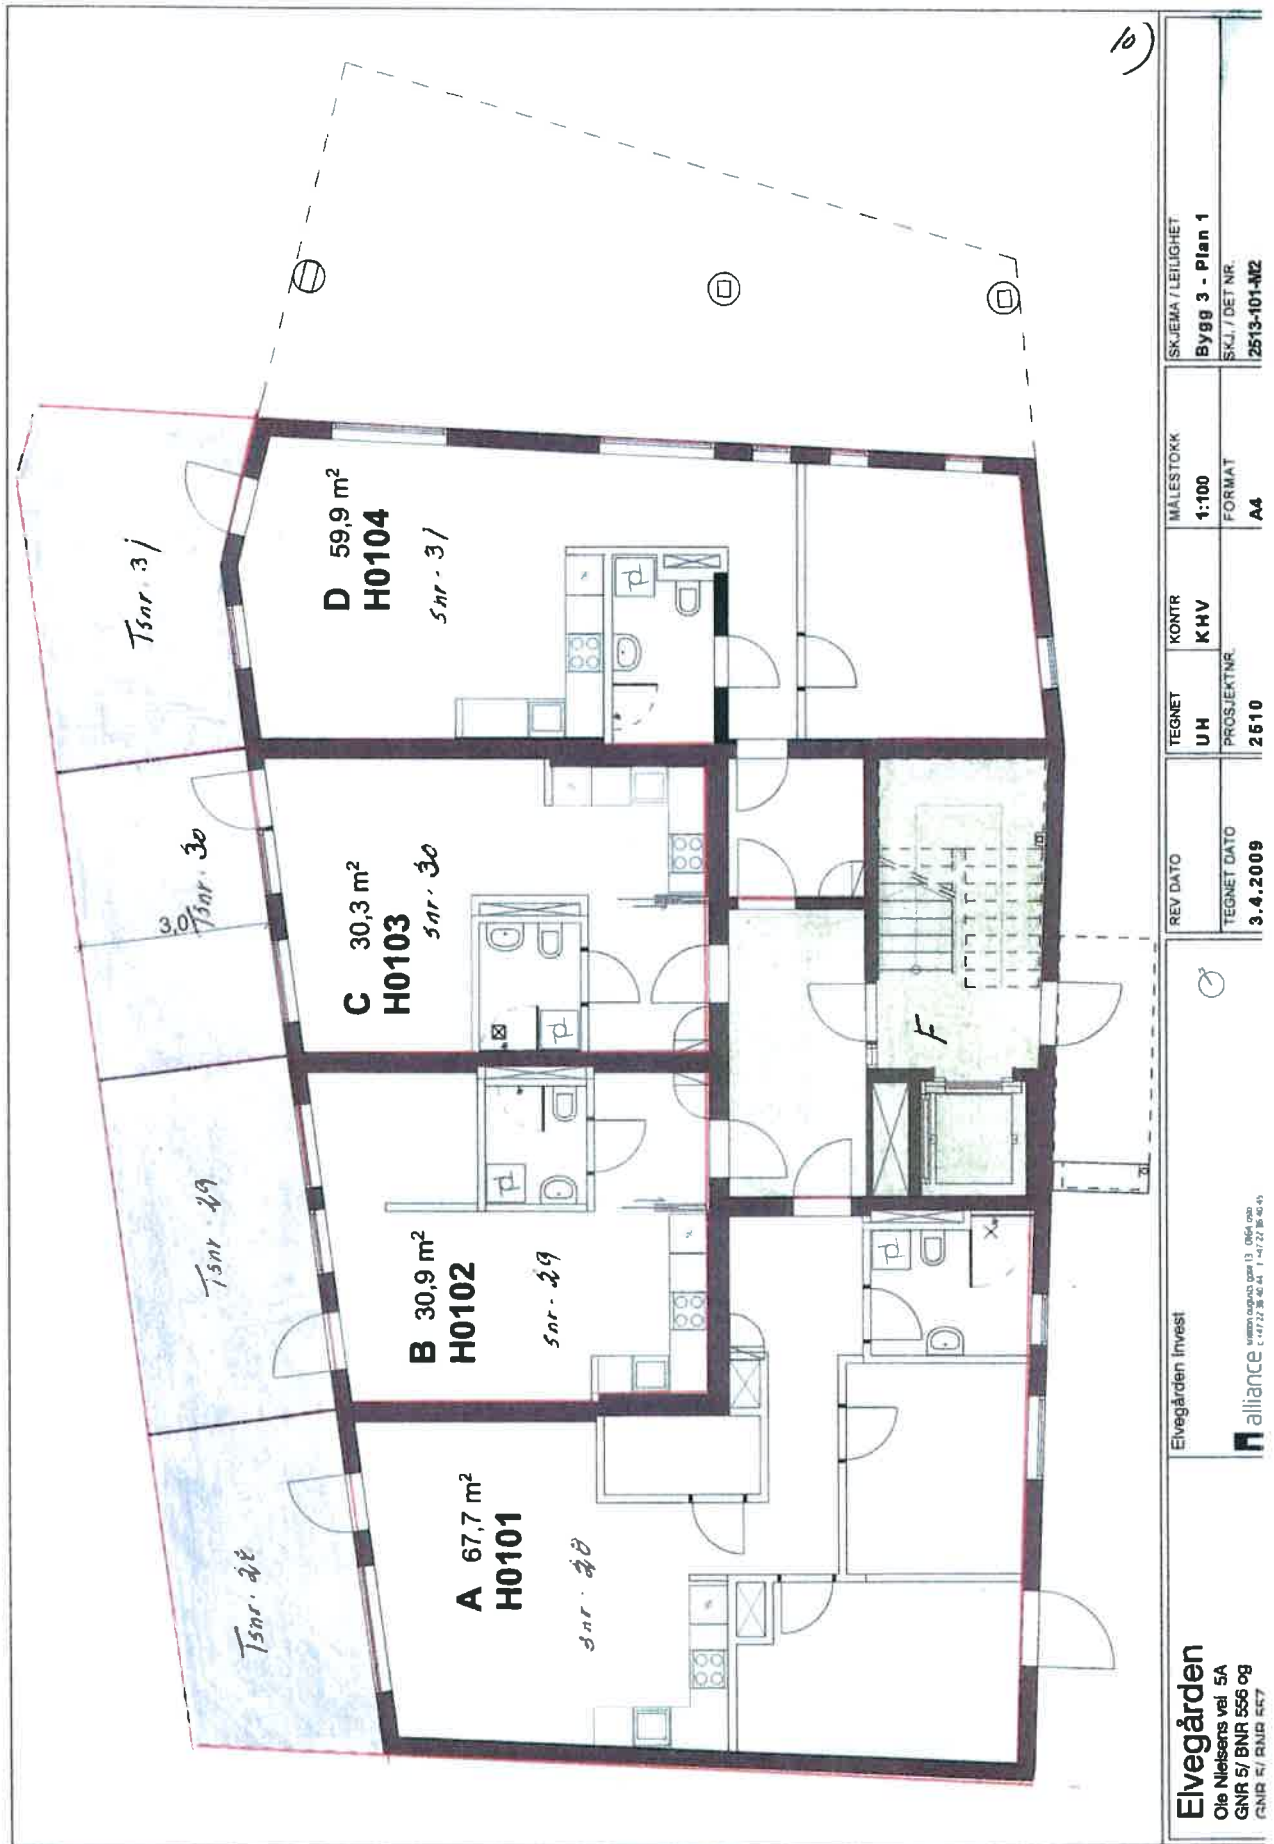 10)
Tsnr. 31
D 59,9 m²
H0104
snr. 31
3,0
Tsnr. 30
C 30,3 m²
H0103
snr. 30
Tsnr. 29
B 30,9 m²
H0102
snr. 29
Tsnr. 28
A 67,7 m²
H0101
snr. 28
F
Elvegården
Ole Nielsens vei 5A
GNR 5/ BNR 556 og
GNR 5/ BNR 557
Elvegården Invest
alliance
REV DATO
TEGNET DATO
3.4.2009
TEGNET
UH
KONTR
KHV
PROSJEKTNR.
2510
MÅLESTOKK
1:100
FORMAT
A4
SKJEMA / LEILIGHET
Bygg 3 - Plan 1
SKJ. / DET NR.
2513-101-M2